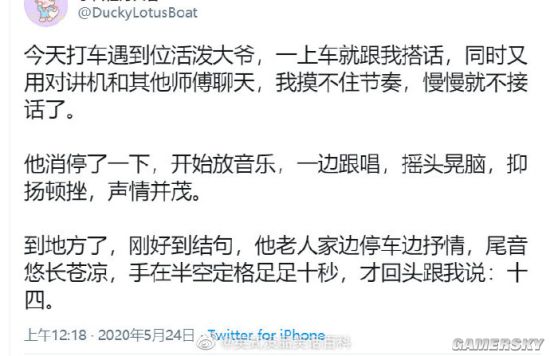 @DuckyLotusBoat
今天打车遇到位活泼大爷，一上车就跟我搭话，同时又
用对讲机和其他师傅聊天，我摸不住节奏，慢慢就不接
话了。
他消停了一下，开始放音乐，一边跟唱，摇头晃脑，抑
扬顿挫，声情并茂。
到地方了，刚好到结句，他老人家边停车边抒情，尾音
悠长苍凉，手在半空定格足足十秒，才回头跟我说：十
四。
上午12:18 · 2020年5月24日 · Twitter for iPhone
GAMERSKY